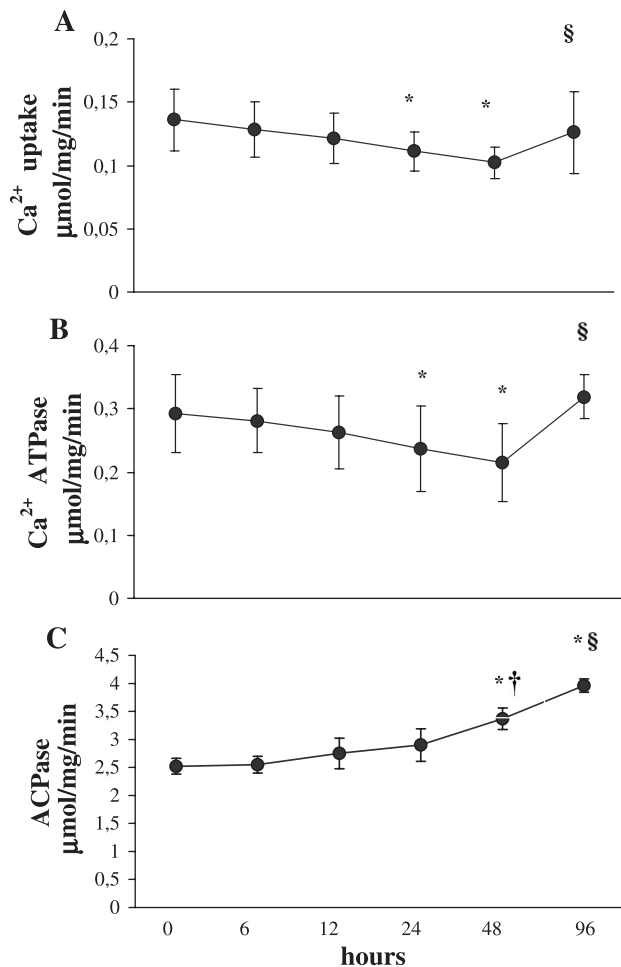 A
Ca2+ uptake
μmol/mg/min
0,2
0,15
0,1
0,05
0
*
*
§
B
Ca2+ ATPase
μmol/mg/min
0,4
0,3
0,2
0,1
0
*
*
§
C
ACPase
μmol/mg/min
4,5
4
3,5
3
2,5
2
1,5
1
0,5
0
*†
*§
0 6 12 24 48 96
hours